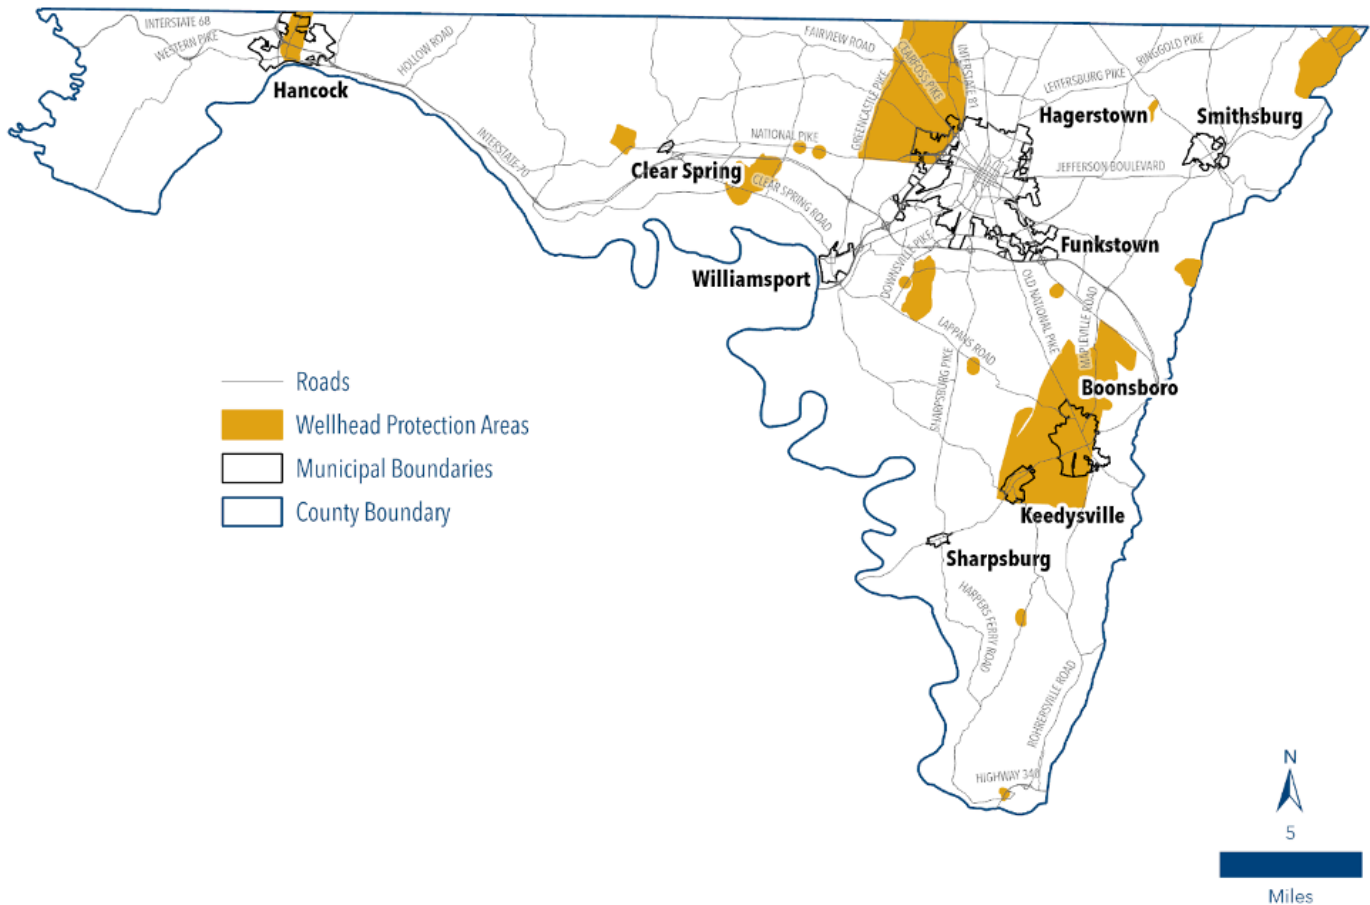 INTERSTATE 68
WESTERN PIKE
HOLLOW ROAD
Hancock
INTERSTATE 70
FAIRVIEW ROAD
CEARFOSS PIKE
INTERSTATE 81
GREENCASTLE PIKE
NATIONAL PIKE
RINGGOLD PIKE
LEITERSBURG PIKE
Hagerstown
Smithsburg
JEFFERSON BOULEVARD
Clear Spring
CLEAR SPRING ROAD
Williamsport
DOWNSVILLE PIKE
Funkstown
OLD NATIONAL PIKE
MAPLEVILLE ROAD
LAPPANS ROAD
SHARPSBURG PIKE
Boonsboro
Keedysville
Sharpsburg
HARPERS FERRY ROAD
ROHRERSVILLE ROAD
HIGHWAY 340
Roads
Wellhead Protection Areas
Municipal Boundaries
County Boundary
N
5
Miles